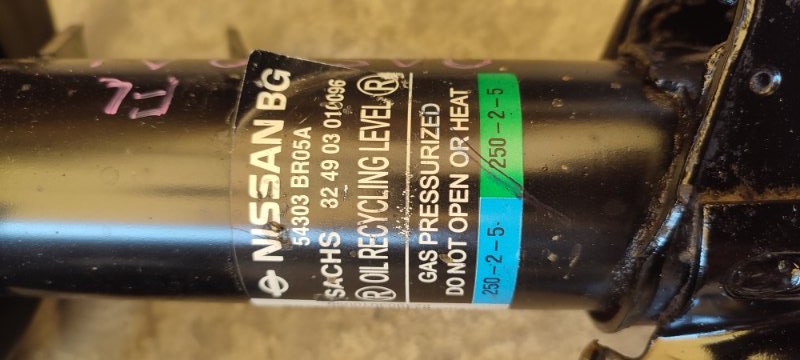 NISSAN BG
54303 BR05A
SACHS 32 49 03 010096
Ⓡ OIL RECYCLING LEVEL Ⓡ
GAS PRESSURIZED
DO NOT OPEN OR HEAT
250-2-5
250-2-5